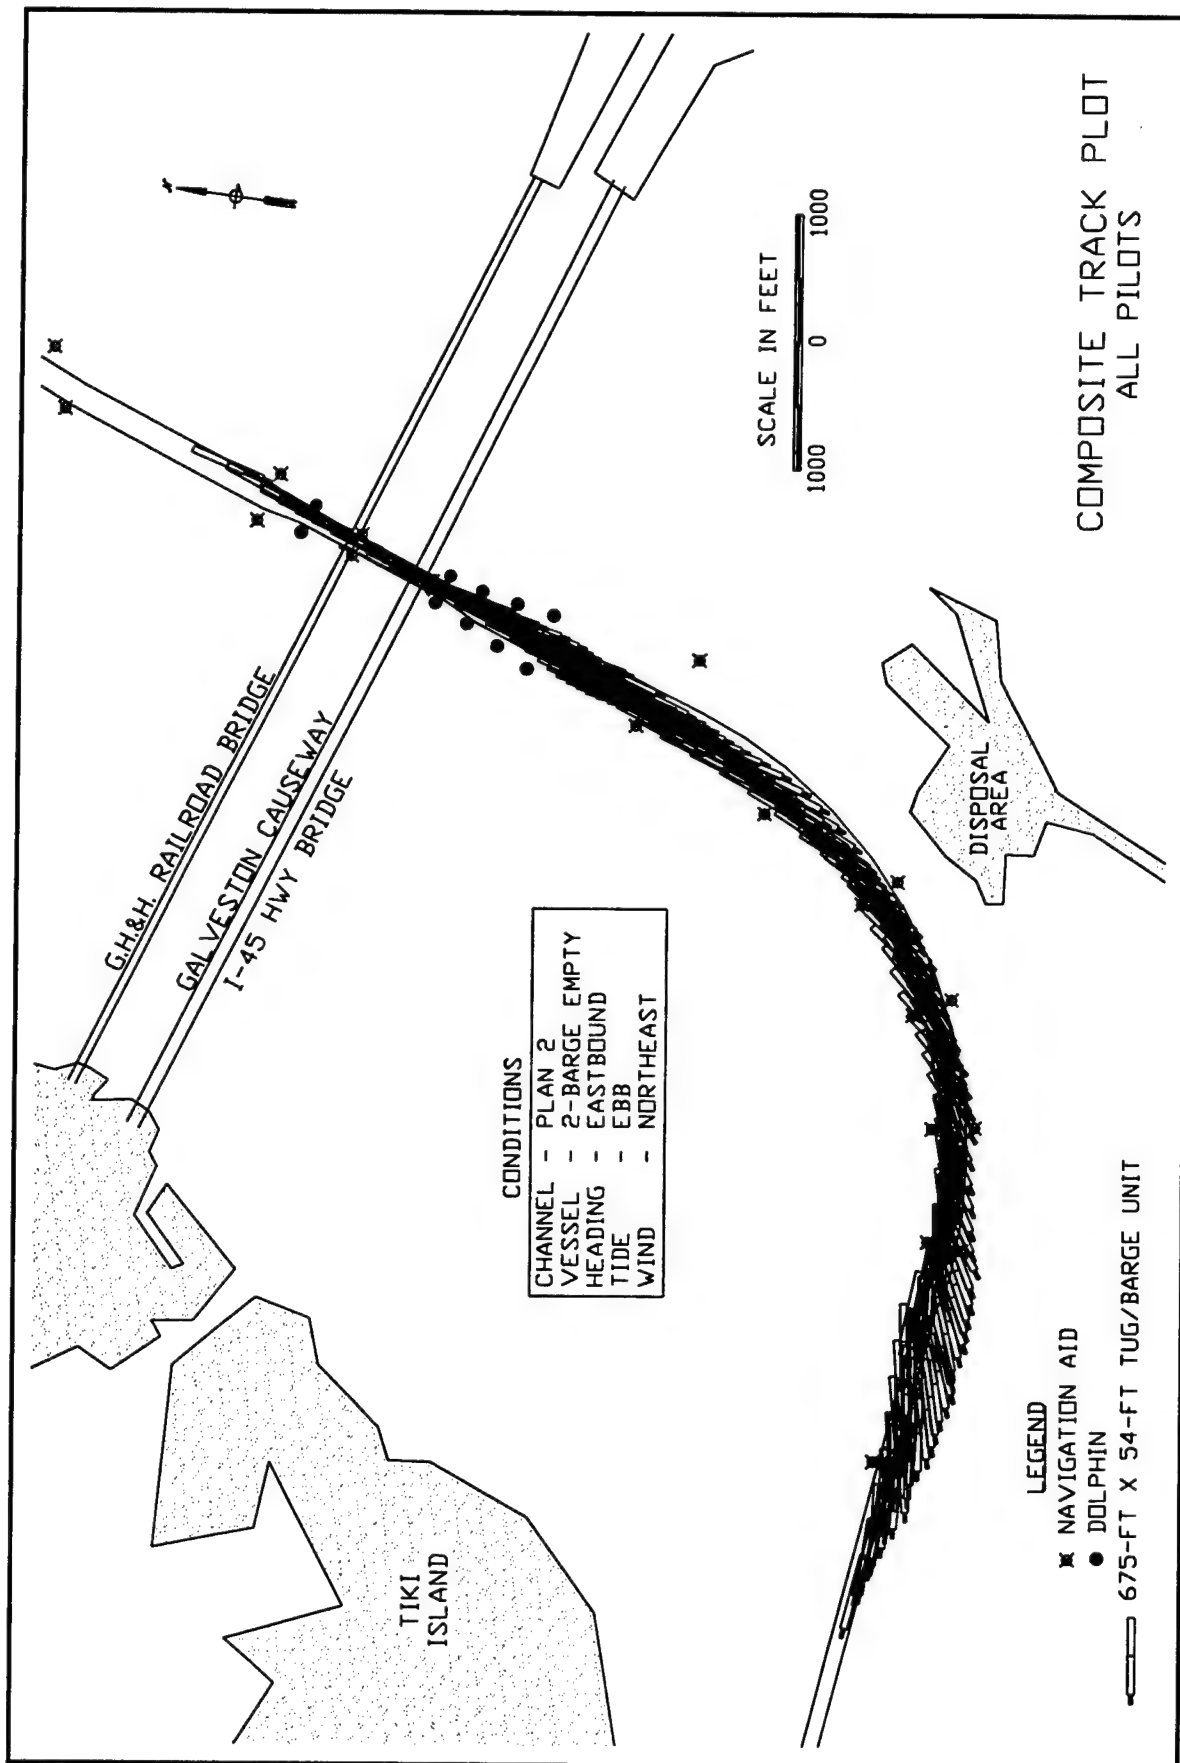 N
G.H.&H. RAILROAD BRIDGE
GALVESTON CAUSEWAY
I-45 HWY BRIDGE
TIKI
ISLAND
CONDITIONS
CHANNEL - PLAN 2
VESSEL - 2-BARGE EMPTY
HEADING - EASTBOUND
TIDE - EBB
WIND - NORTHEAST
SCALE IN FEET
1000 0 1000
DISPOSAL
AREA
LEGEND
NAVIGATION AID
DOLPHIN
675-FT X 54-FT TUG/BARGE UNIT
COMPOSITE TRACK PLOT
ALL PILOTS